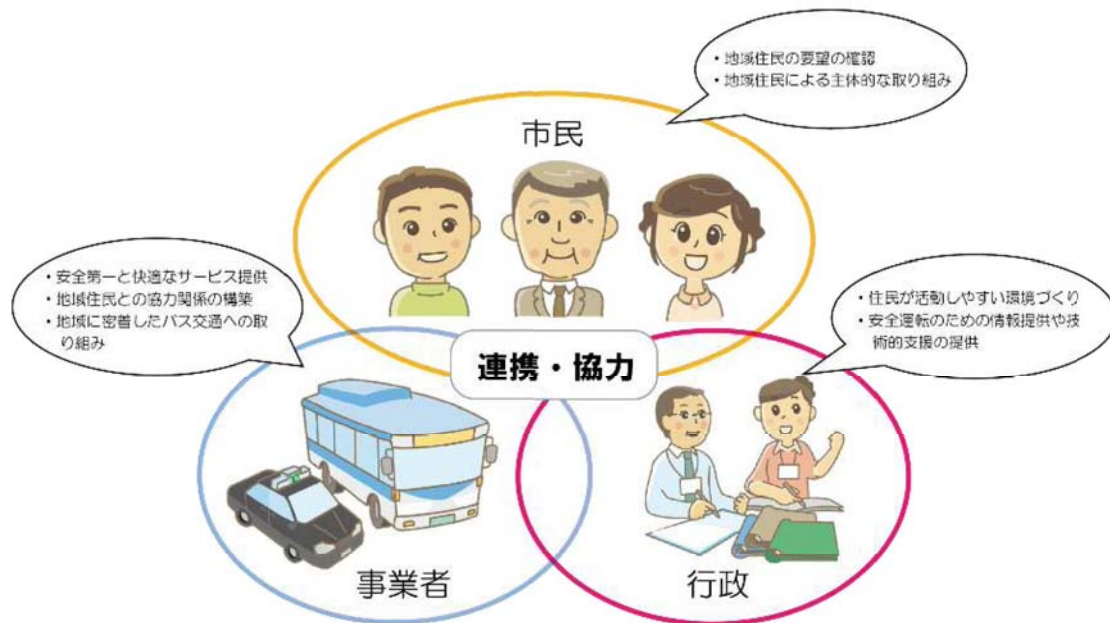 ・地域住民の要望の確認
・地域住民による主体的な取り組み
市民
・安全第一と快適なサービス提供
・地域住民との協力関係の構築
・地域に密着したバス交通への取
り組み
・住民が活動しやすい環境づくり
・安全運転のための情報提供や技
術的支援の提供
連携・協力
事業者
行政